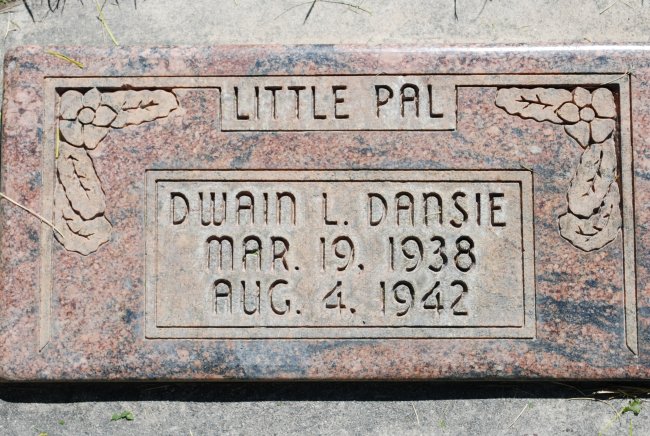 LITTLE PAL
DWAIN L. DANSIE
MAR. 19, 1938
AUG. 4, 1942